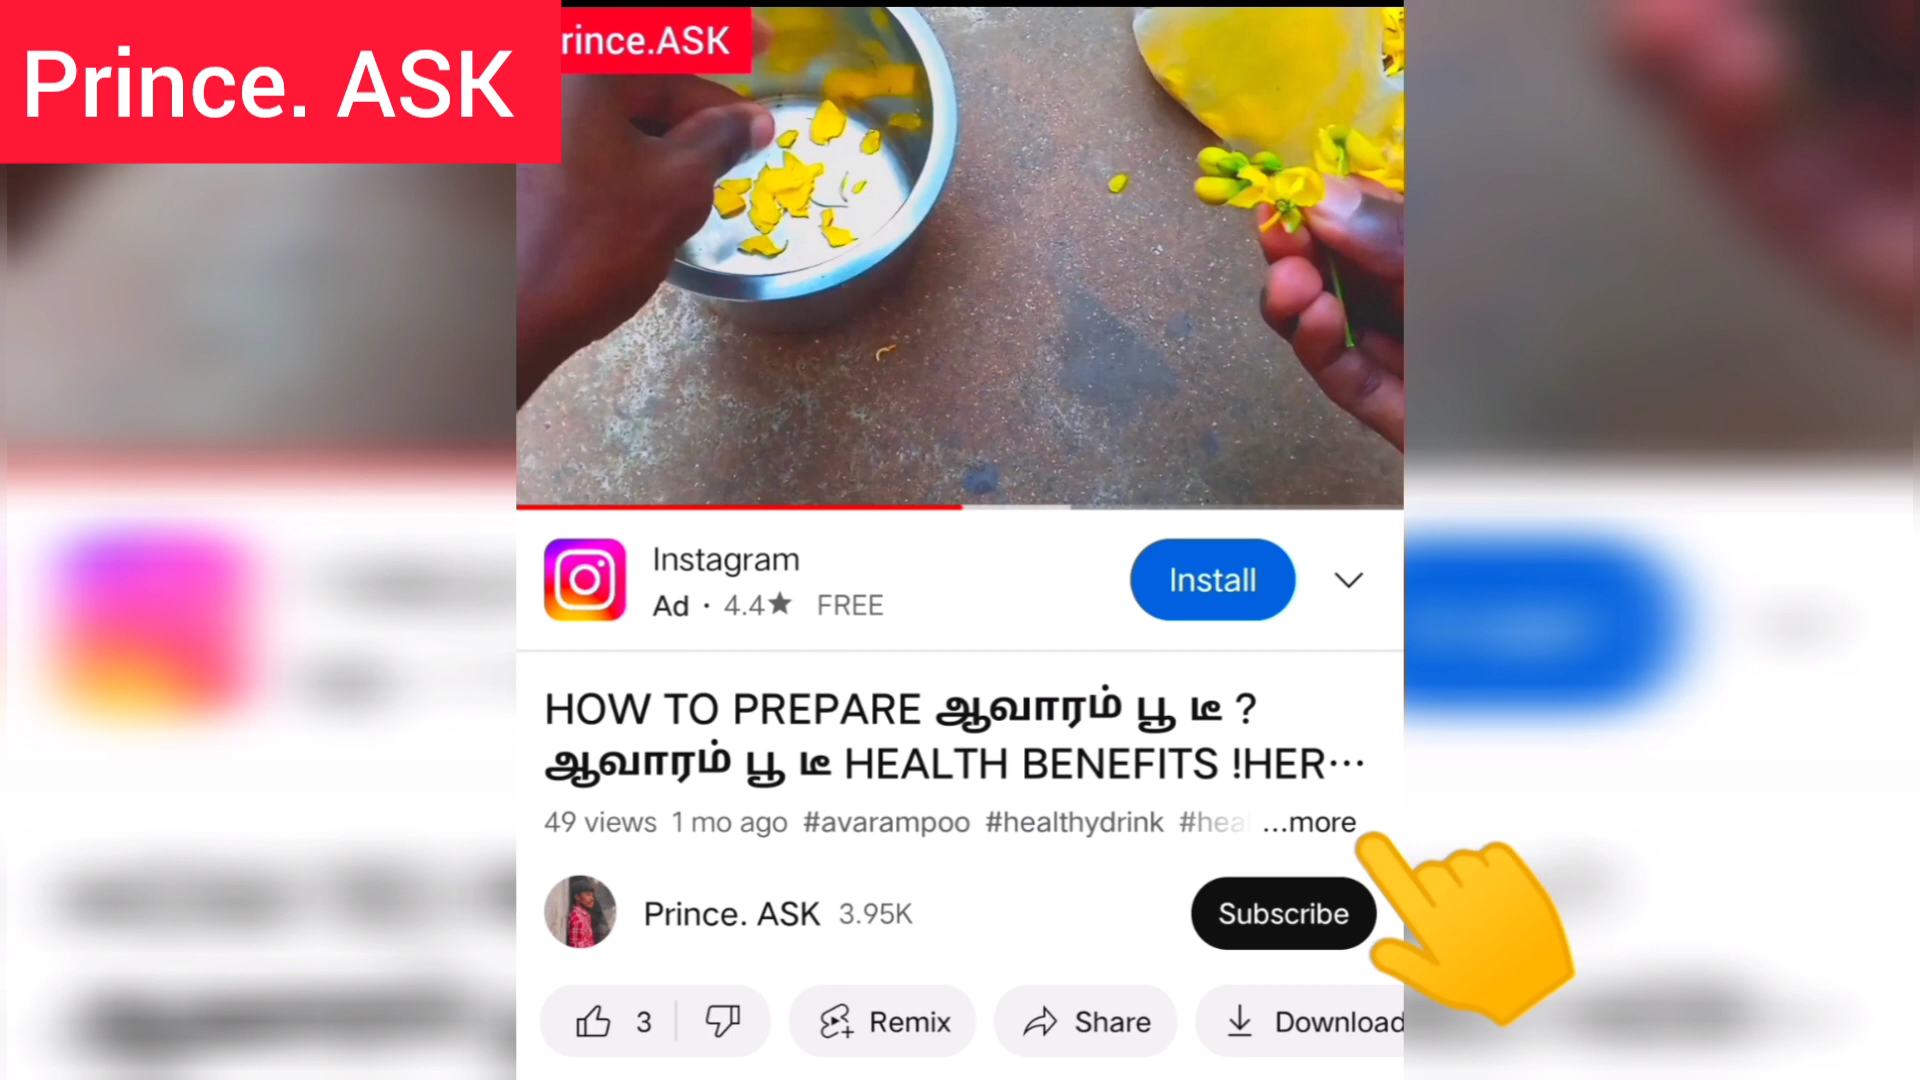 Prince. ASK
rince.ASK
Instagram
Ad · 4.4★ FREE
Install
HOW TO PREPARE ஆவாரம் பூ டீ ?
ஆவாரம் பூ டீ HEALTH BENEFITS !HER...
49 views 1 mo ago #avarampoo #healthydrink #hea ...more
Prince. ASK 3.95K
Subscribe
3
Remix
Share
Download